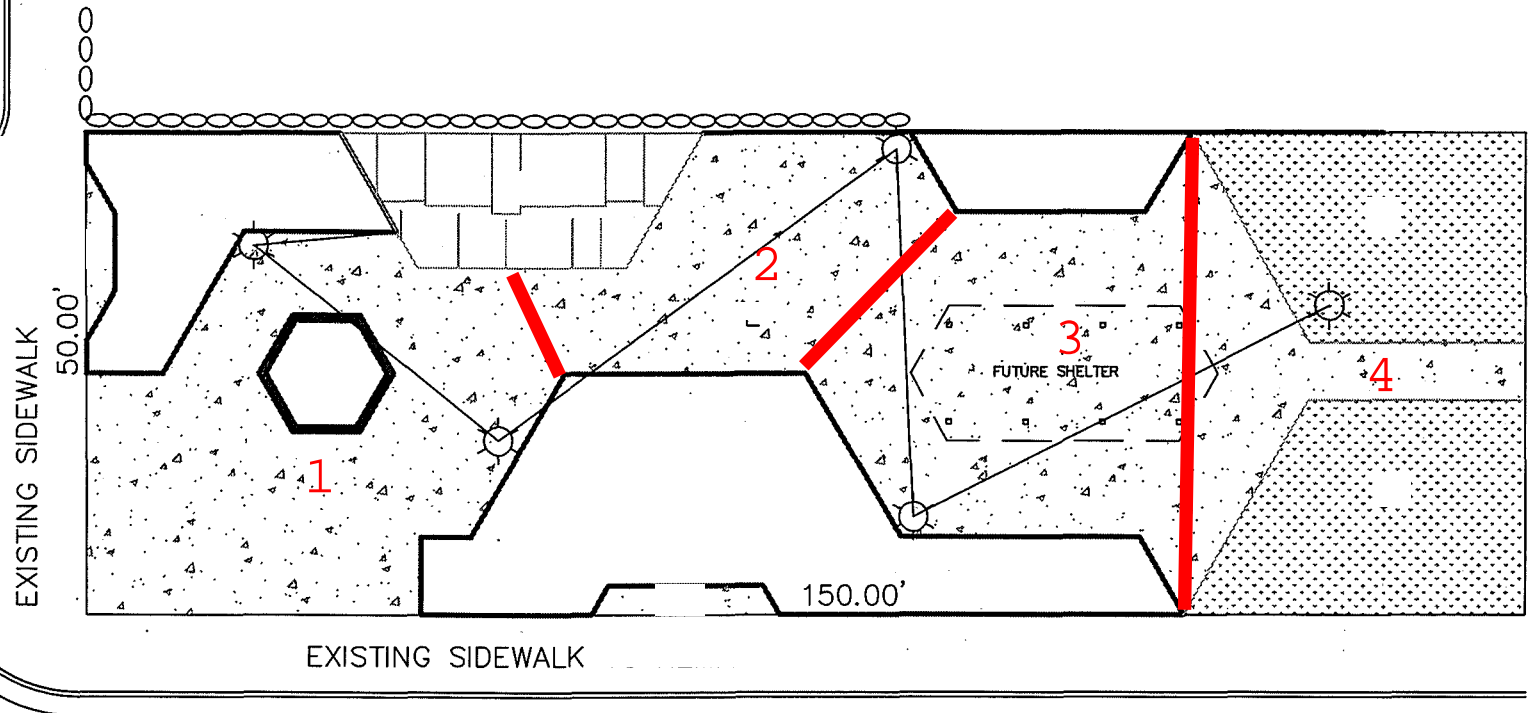 2
50.00'
EXISTING SIDEWALK
3
FUTURE SHELTER
4
1
150.00'
EXISTING SIDEWALK